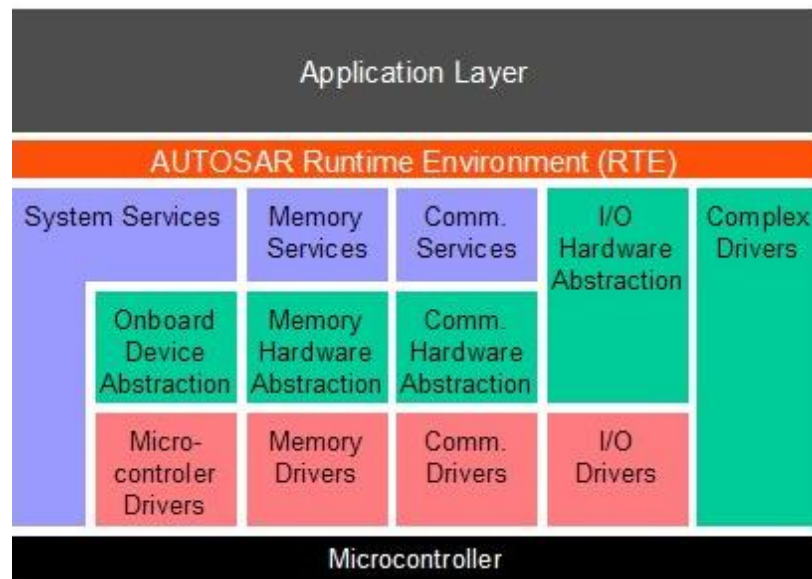 Application Layer
AUTOSAR Runtime Environment (RTE)
System Services
Memory
Services
Comm.
Services
I/O
Hardware
Abstraction
Complex
Drivers
Onboard
Device
Abstraction
Memory
Hardware
Abstraction
Comm.
Hardware
Abstraction
Micro-
controler
Drivers
Memory
Drivers
Comm.
Drivers
I/O
Drivers
Microcontroller